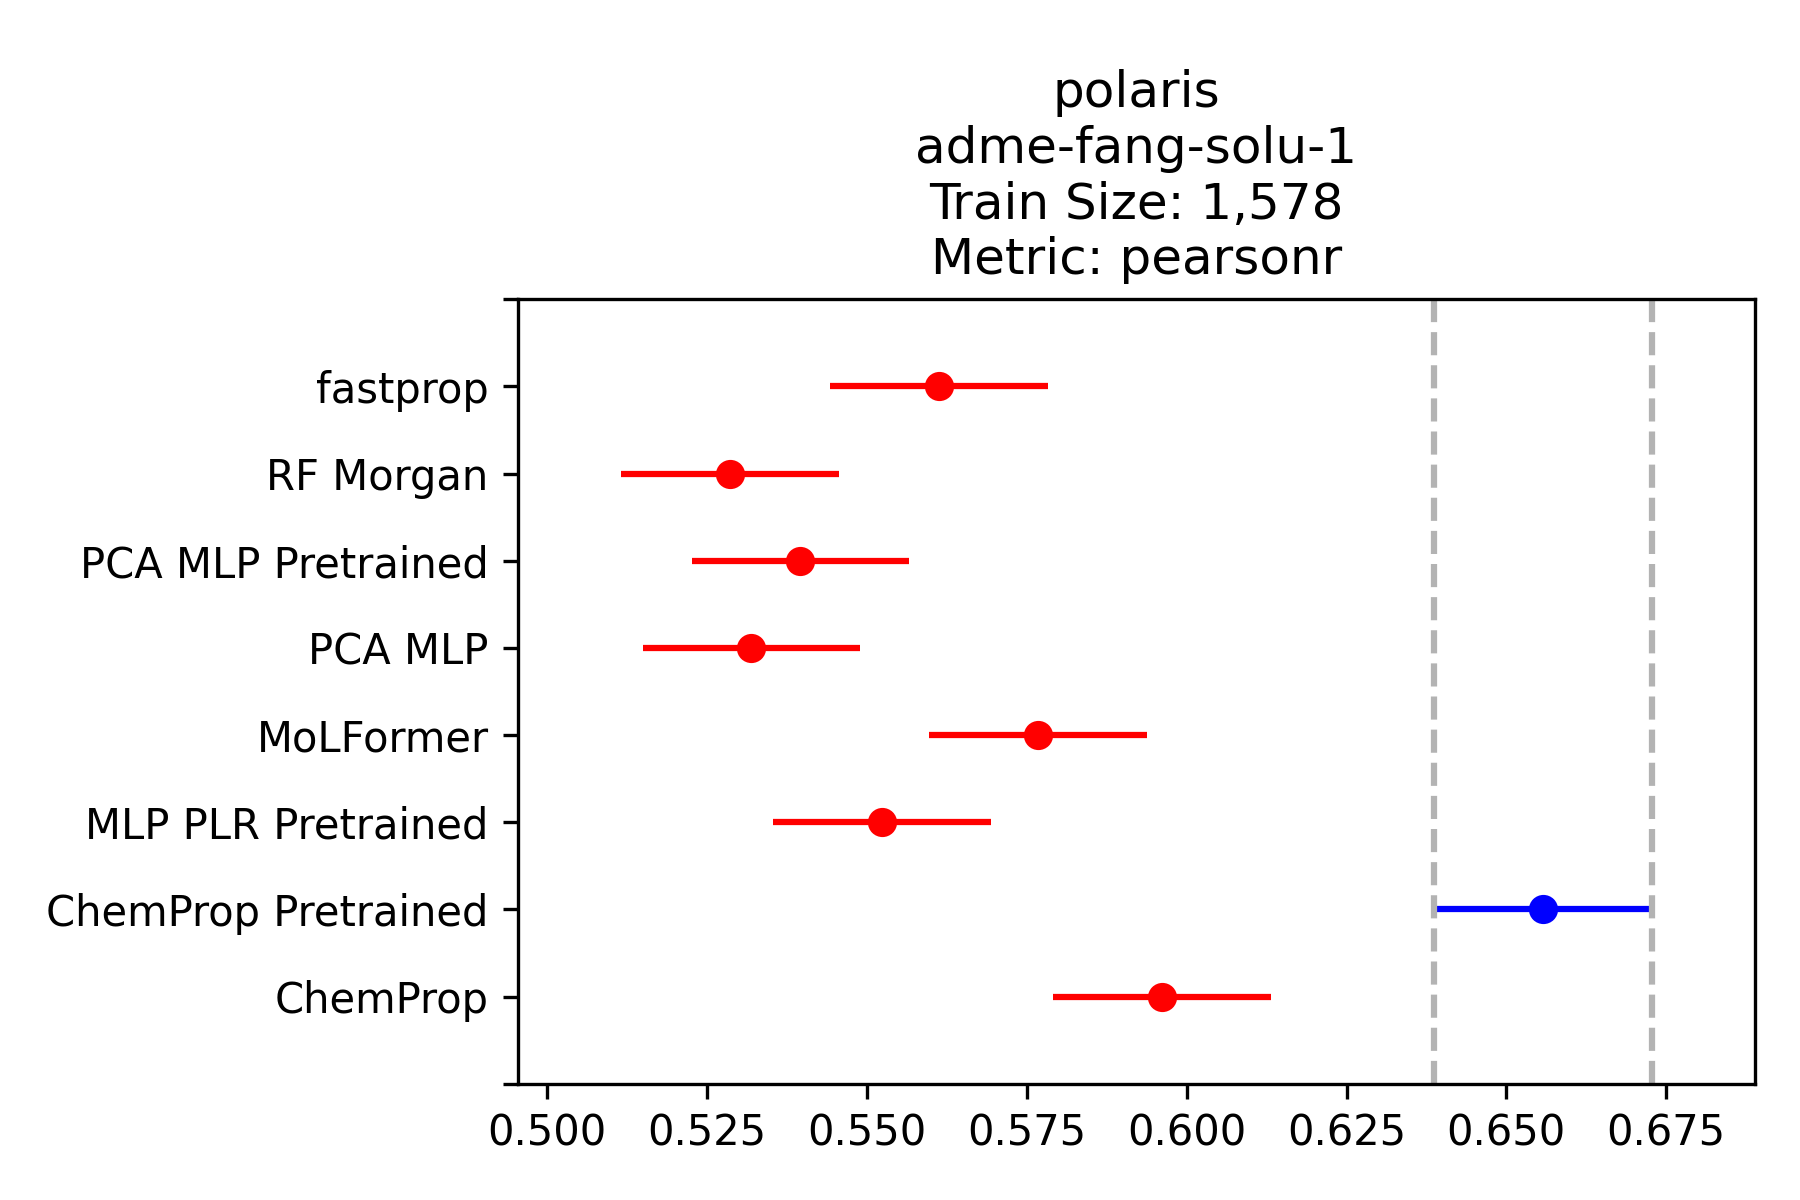 polaris
adme-fang-solu-1
Train Size: 1,578
Metric: pearsonr
fastprop
RF Morgan
PCA MLP Pretrained
PCA MLP
MoLFormer
MLP PLR Pretrained
ChemProp Pretrained
ChemProp
0.500 0.525 0.550 0.575 0.600 0.625 0.650 0.675